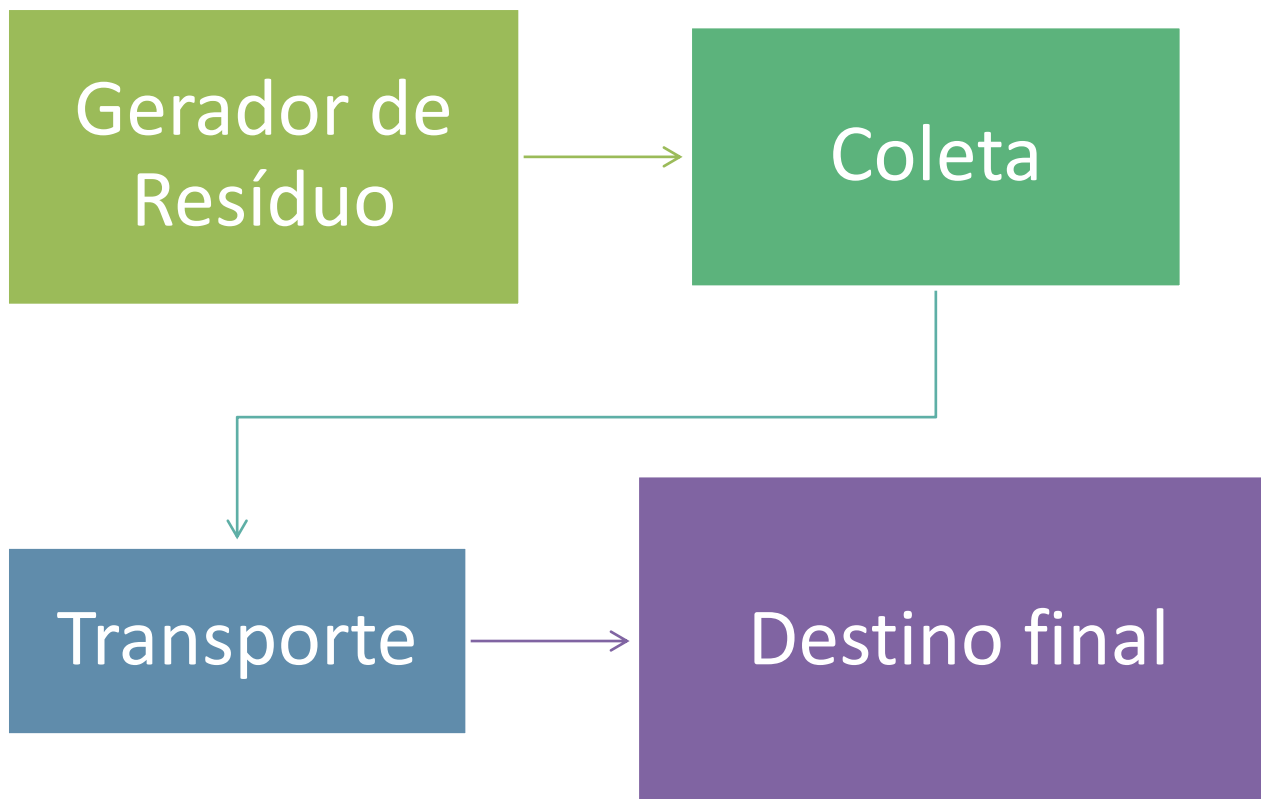 Gerador de
Resíduo
Coleta
Transporte
Destino final